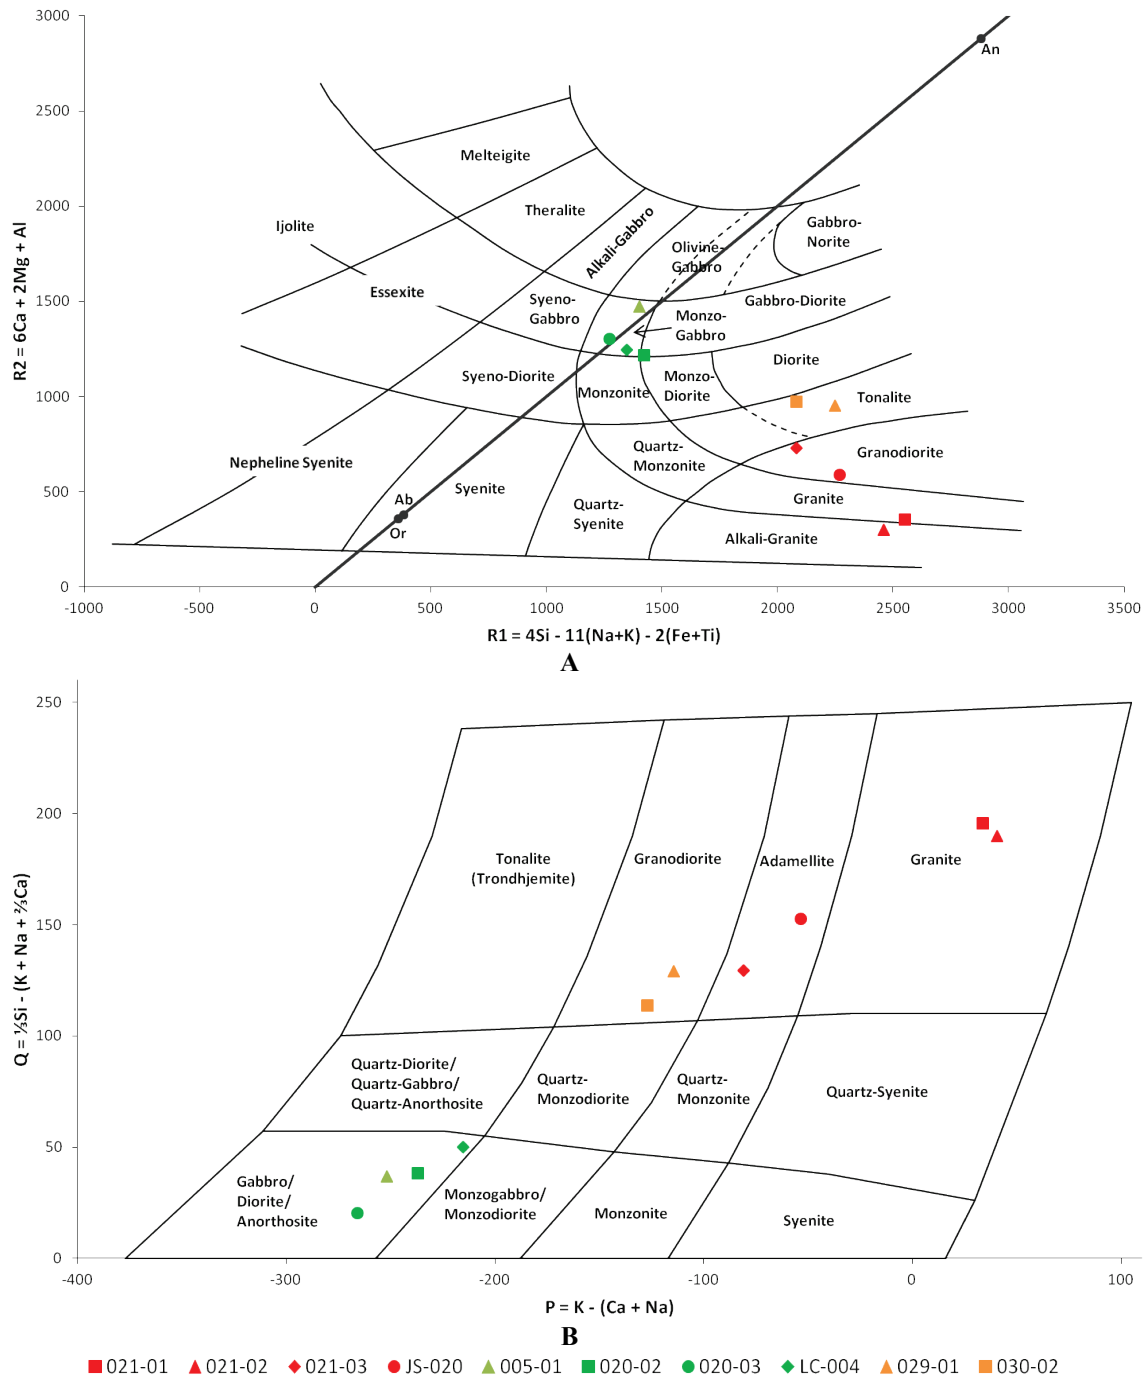 3000
An
2500
Melteigite
2000
Theralite
Alkali-Gabbro
Gabbro-
Norite
Ijolite
Olivine-
Gabbro
R2 = 6Ca + 2Mg + Al
1500
Essexite
Syeno-
Gabbro
Gabbro-Diorite
Monzo-
Gabbro
Diorite
Syeno-Diorite
Monzonite
Monzo-
Diorite
1000
Tonalite
Quartz-
Monzonite
Granodiorite
Nepheline Syenite
Syenite
500
Ab
Or
Quartz-
Syenite
Granite
Alkali-Granite
0
-1000
-500
0
500
1000
1500
2000
2500
3000
3500
R1 = 4Si - 11(Na+K) - 2(Fe+Ti)
A
250
200
Tonalite
(Trondhjemite)
Granodiorite
Adamellite
Granite
150
Q = ⅓Si - (K + Na + ⅔Ca)
100
Quartz-Diorite/
Quartz-Gabbro/
Quartz-Anorthosite
Quartz-
Monzodiorite
Quartz-
Monzonite
Quartz-Syenite
50
Gabbro/
Diorite/
Anorthosite
Monzogabbro/
Monzodiorite
Monzonite
Syenite
0
-400
-300
-200
-100
0
100
P = K - (Ca + Na)
B
021-01 021-02 021-03 JS-020 005-01 020-02 020-03 LC-004 029-01 030-02